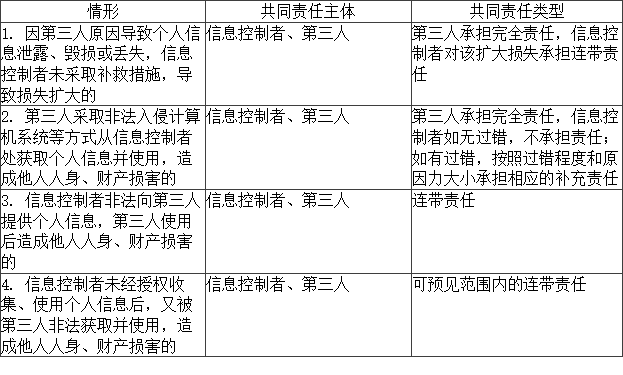 情形
共同责任主体
共同责任类型
1. 因第三人原因导致个人信
息泄露、毁损或丢失，信息
控制者未采取补救措施，导
致损失扩大的
信息控制者、第三人
第三人承担完全责任，信息控
制者对该扩大损失承担连带责
任
2. 第三人采取非法入侵计算
机系统等方式从信息控制者
处获取个人信息并使用，造
成他人人身、财产损害的
信息控制者、第三人
第三人承担完全责任，信息控
制者如无过错，不承担责任；
如有过错，按照过错程度和原
因力大小承担相应的补充责任
3. 信息控制者非法向第三人
提供个人信息，第三人使用
后造成他人人身、财产损害
的
信息控制者、第三人
连带责任
4. 信息控制者未经授权收
集、使用个人信息后，又被
第三人非法获取并使用，造
成他人人身、财产损害的
信息控制者、第三人
可预见范围内的连带责任